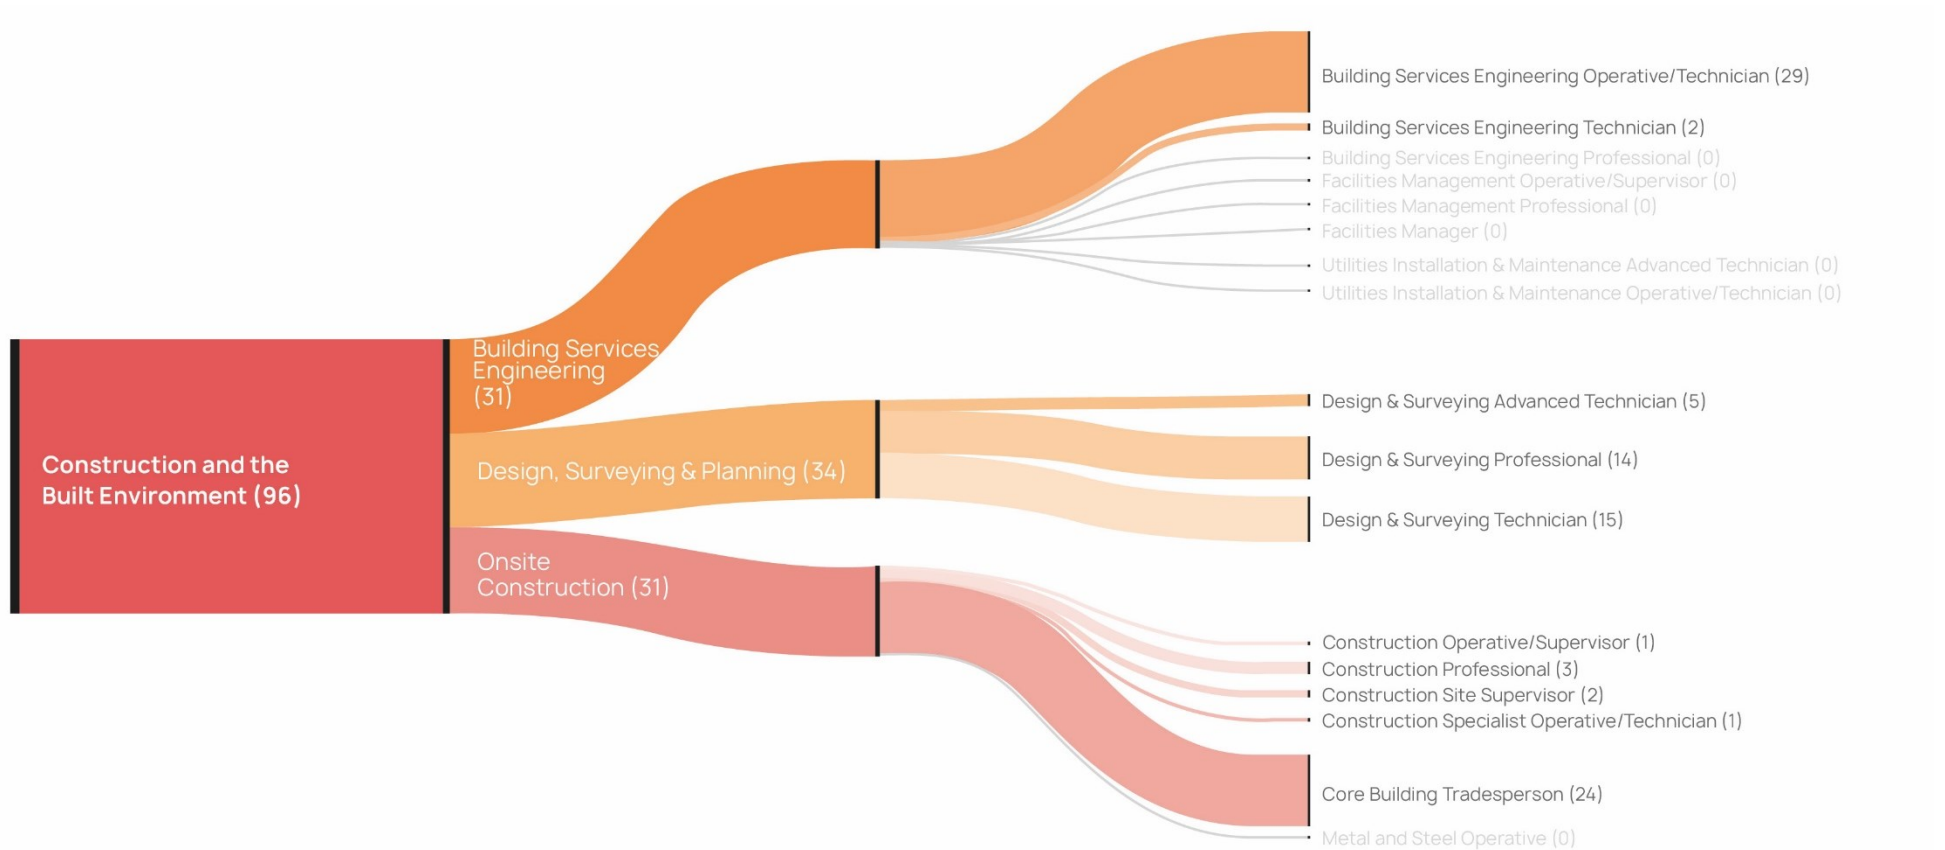 Construction and the
Built Environment (96)
Building Services
Engineering
(31)
Design, Surveying & Planning (34)
Onsite
Construction (31)
Building Services Engineering Operative/Technician (29)
Building Services Engineering Technician (2)
Building Services Engineering Professional (0)
Facilities Management Operative/Supervisor (0)
Facilities Management Professional (0)
Facilities Manager (0)
Utilities Installation & Maintenance Advanced Technician (0)
Utilities Installation & Maintenance Operative/Technician (0)
Design & Surveying Advanced Technician (5)
Design & Surveying Professional (14)
Design & Surveying Technician (15)
Construction Operative/Supervisor (1)
Construction Professional (3)
Construction Site Supervisor (2)
Construction Specialist Operative/Technician (1)
Core Building Tradesperson (24)
Metal and Steel Operative (0)